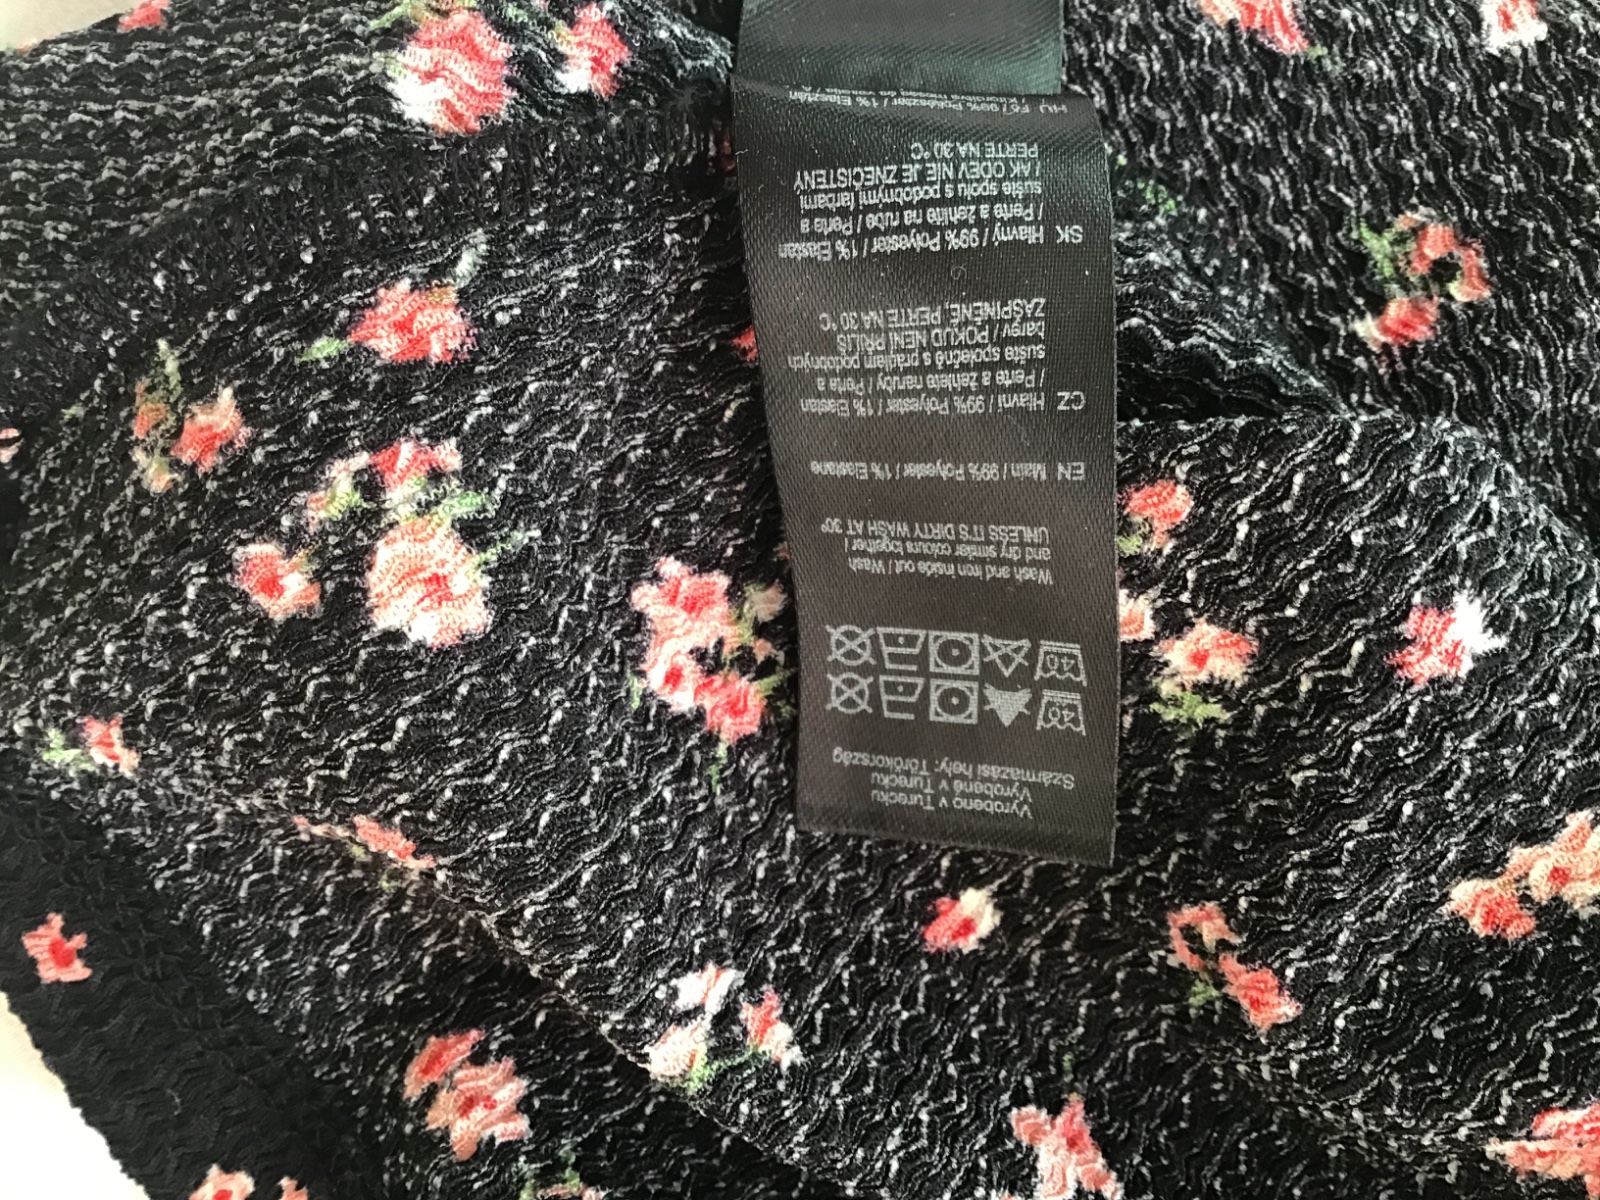 Vyrobeno v Turecku
Vyrobené v Turecku
Származási hely: Törökország
40
40
Wash and iron inside out / Wash
and dry similar colours together /
UNLESS IT'S DIRTY WASH AT 30°
EN Main / 99% Polyester / 1% Elastane
CZ Hlavní / 99% Polyester / 1% Elastan
/ Perte a žehlete naruby / Perte a
sušte společně s prádlem podobných
barev / POKUD NENÍ PŘÍLIŠ
ZAŠPINĚNÉ, PERTE NA 30 °C
SK Hlavný / 99% Polyester / 1% Elastan
/ Perte a žehlite na rube / Perte a
sušte spolu s podobnými farbami
/ AK ODEV NIE JE ZNEČISTENÝ
PERTE NA 30 °C
HU Fő / 99% Poliészter / 1% Elasztán